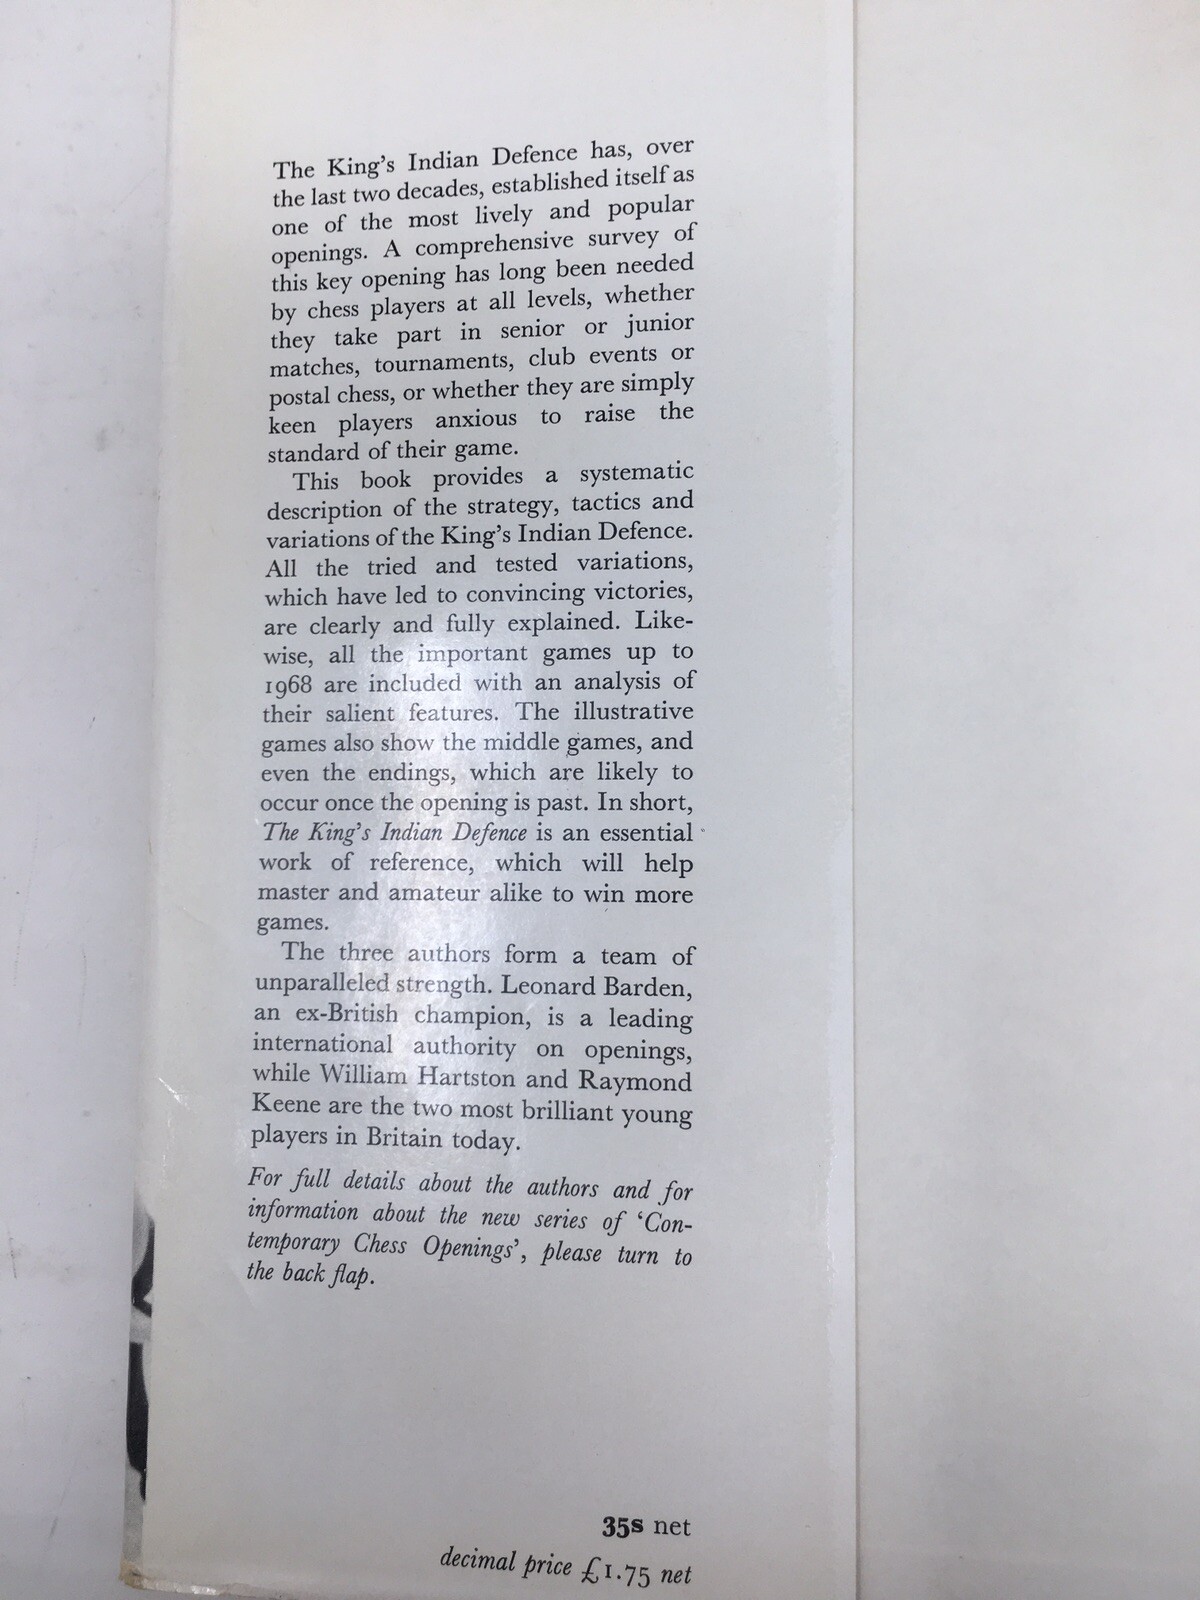 The King's Indian Defence has, over
the last two decades, established itself as
one of the most lively and popular
openings. A comprehensive survey of
this key opening has long been needed
by chess players at all levels, whether
they take part in senior or junior
matches, tournaments, club events or
postal chess, or whether they are simply
keen players anxious to raise the
standard of their game.
This book provides a systematic
description of the strategy, tactics and
variations of the King's Indian Defence.
All the tried and tested variations,
which have led to convincing victories,
are clearly and fully explained. Like-
wise, all the important games up to
1968 are included with an analysis of
their salient features. The illustrative
games also show the middle games, and
even the endings, which are likely to
occur once the opening is past. In short,
The King's Indian Defence is an essential
work of reference, which will help
master and amateur alike to win more
games.
The three authors form a team of
unparalleled strength. Leonard Barden,
an ex-British champion, is a leading
international authority on openings,
while William Hartston and Raymond
Keene are the two most brilliant young
players in Britain today.
For full details about the authors and for
information about the new series of 'Con-
temporary Chess Openings', please turn to
the back flap.
35s net
decimal price £1.75 net